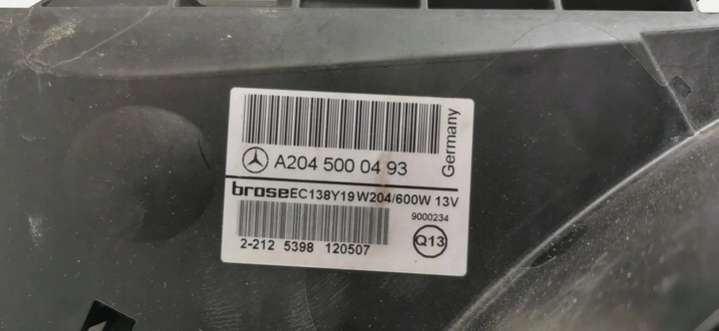 A204 500 04 93
Germany
brose EC138Y19 W204/600W 13V
9000234
2-212 5398 120507
Q13